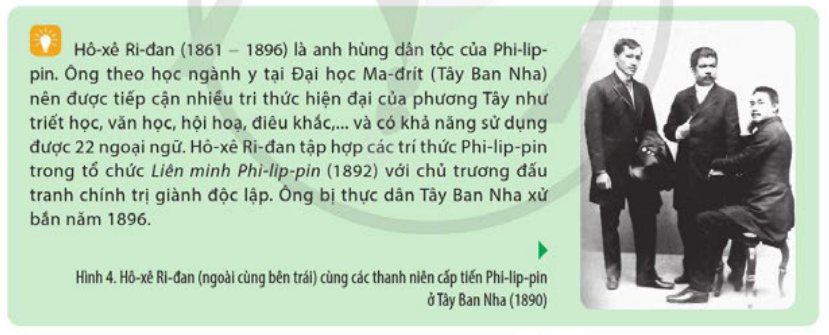 Hô-xê Ri-đan (1861 – 1896) là anh hùng dân tộc của Phi-lip-
pin. Ông theo học ngành y tại Đại học Ma-đrít (Tây Ban Nha)
nên được tiếp cận nhiều tri thức hiện đại của phương Tây như
triết học, văn học, hội hoạ, điêu khắc,... và có khả năng sử dụng
được 22 ngoại ngữ. Hô-xê Ri-đan tập hợp các trí thức Phi-lip-pin
trong tổ chức Liên minh Phi-lip-pin (1892) với chủ trương đấu
tranh chính trị giành độc lập. Ông bị thực dân Tây Ban Nha xử
bắn năm 1896.
Hình 4. Hô-xê Ri-đan (ngoài cùng bên trái) cùng các thanh niên cấp tiến Phi-lip-pin
ở Tây Ban Nha (1890)